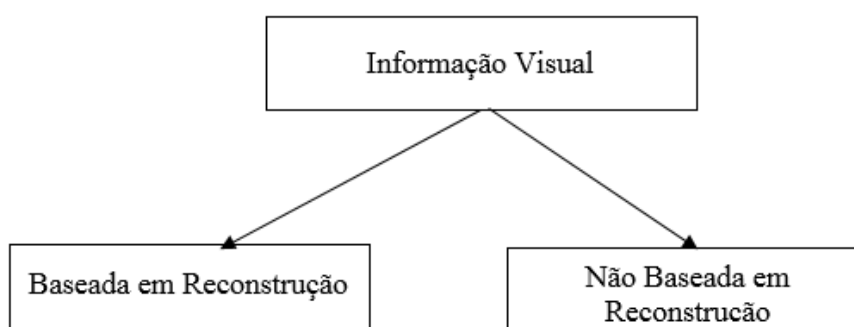 Informação Visual
Baseada em Reconstrução
Não Baseada em
Reconstrução